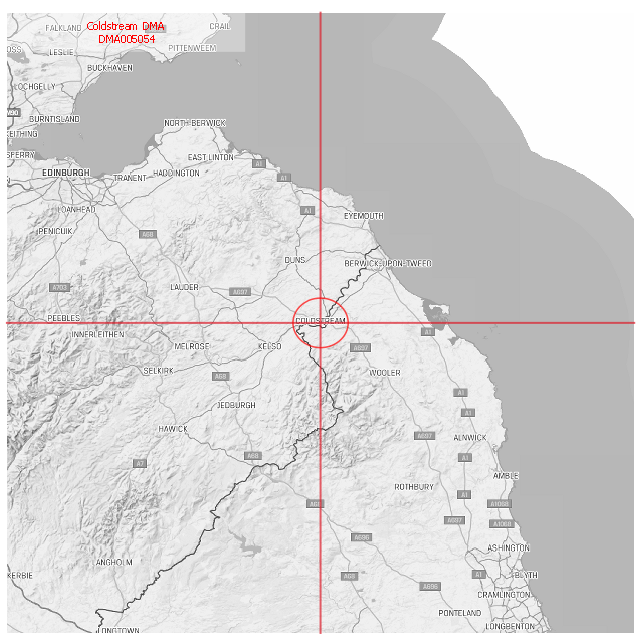 CRAIL
FALKLAND
Coldstream DMA
DMA005054
PITTENWEEM
OSS
LESLIE
BUCKHAVEN
LOCHGELLY
M90
BURNTISLAND
NORTH BERWICK
KEITHING
SFERRY
EAST LINTON
A1
EDINBURGH
HADDINGTON
TRANENT
A1
LOANHEAD
A1
EYEMOUTH
PENICUIK
A68
DUNS
BERWICK-UPON-TWEED
A703
LAUDER
A697
PEEBLES
COLDSTREAM
INNERLEITHEN
A1
MELROSE
KELSO
A697
SELKIRK
A68
WOOLER
A1
JEDBURGH
A1
HAWICK
A697
ALNWICK
A68
A1
A7
AMBLE
ROTHBURY
A1
A68
A1068
A697
A1068
A696
ASHINGTON
ANGHOLM
KERBIE
A68
A1
BLYTH
A696
CRAMLINGTON
PONTELAND
LONGTOWN
LONGBENTON